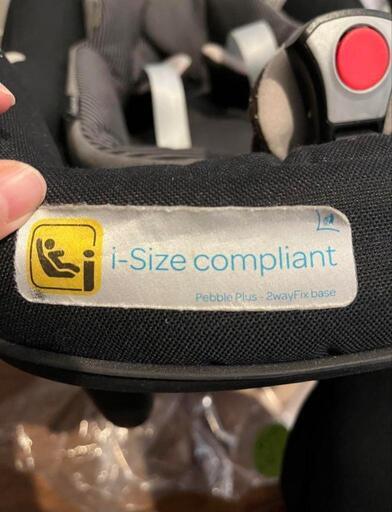 i-Size compliant
Pebble Plus - 2wayFix base